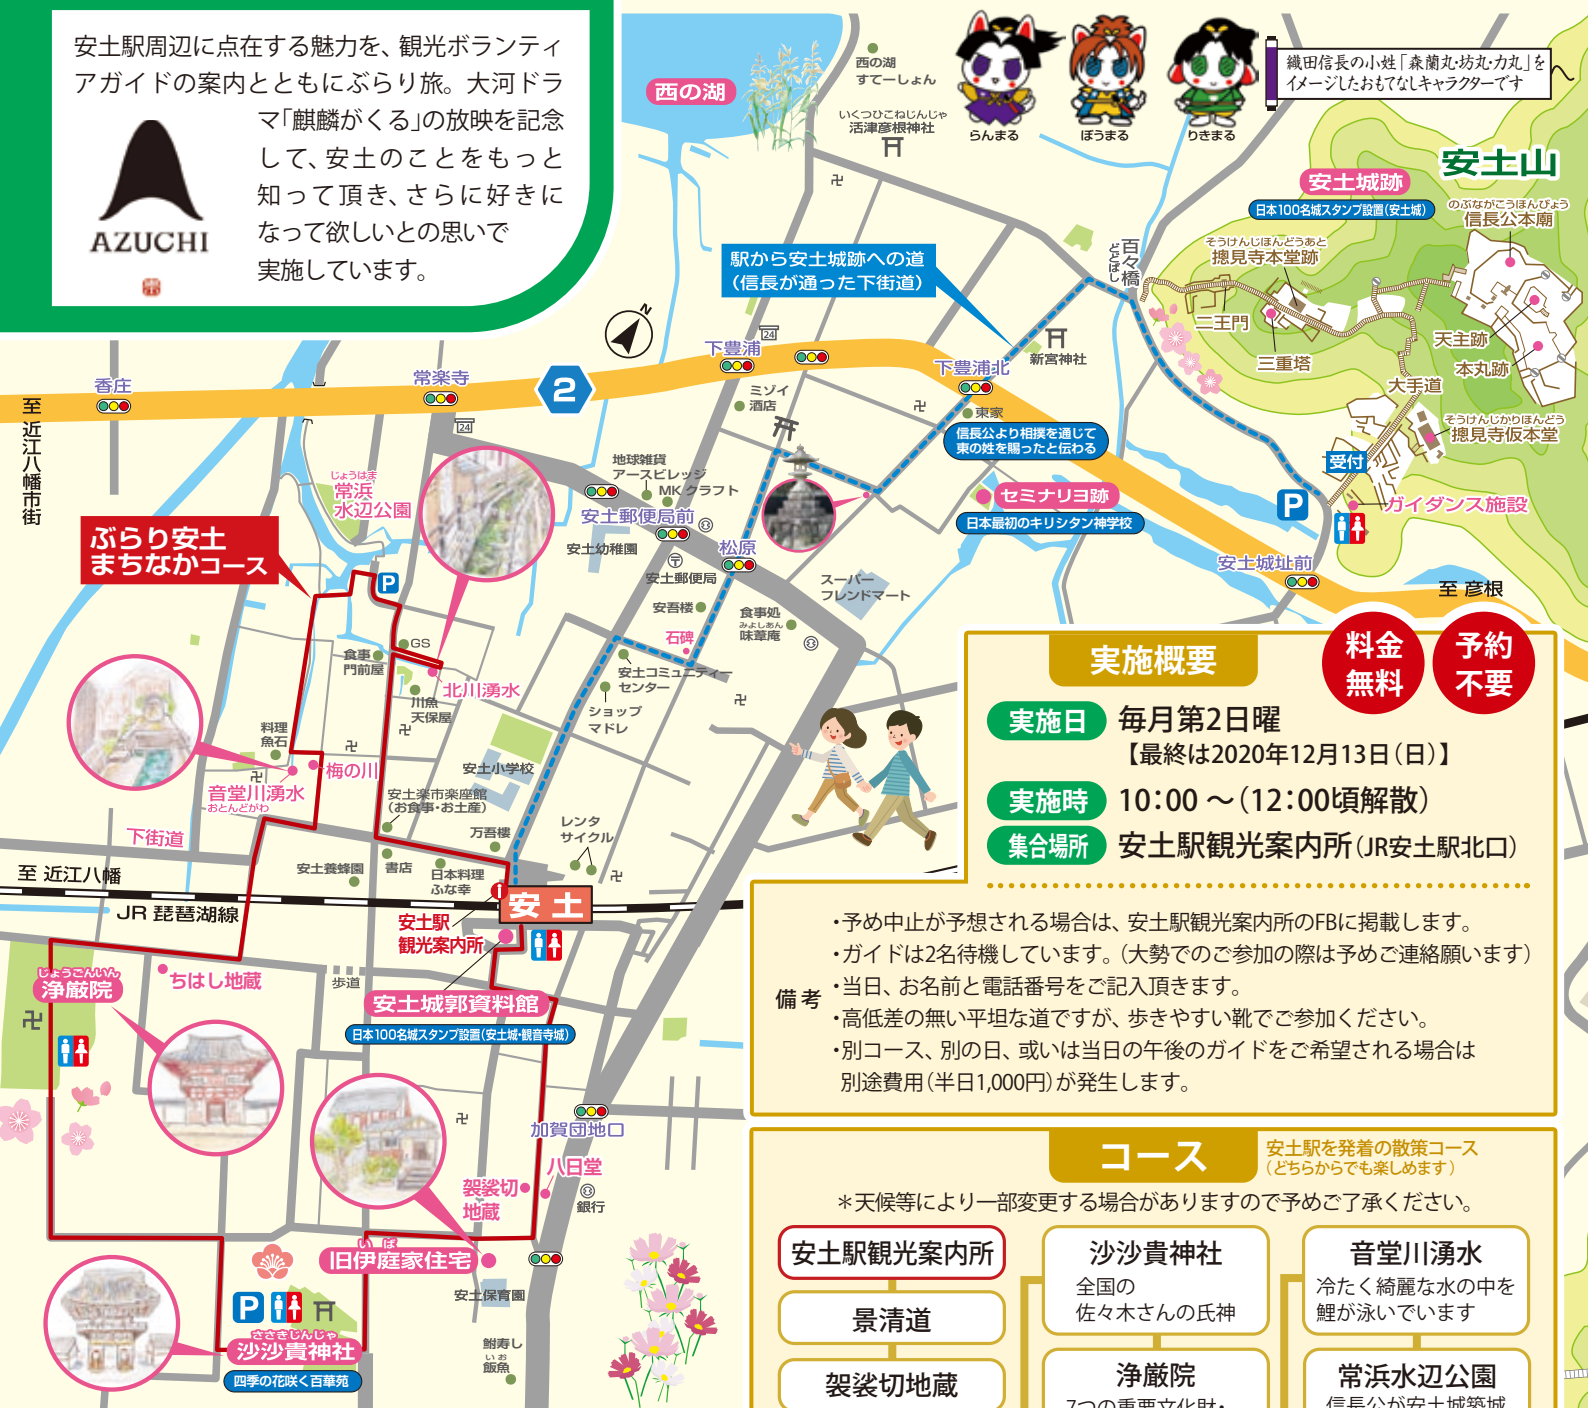 安土駅周辺に点在する魅力を、観光ボランティ
アガイドの案内とともにぶらり旅。大河ドラ
マ「麒麟がくる」の放映を記念
して、安土のことをもっと
知って頂き、さらに好きに
なって欲しいとの思いで
実施しています。
AZUCHI
西の湖
西の湖
すてーしょん
いくつひこねじんじゃ
活津彦根神社
らんまる
ぼうまる
りきまる
織田信長の小姓「森蘭丸・坊丸・力丸」を
イメージしたおもてなしキャラクターです
安土山
安土城跡
日本100名城スタンプ設置(安土城)
のぶながこうほんびょう
信長公本廟
そうけんじほんどうあと
摠見寺本堂跡
百々橋
どどばし
二王門
三重塔
天主跡
本丸跡
大手道
そうけんじかりほんどう
摠見寺仮本堂
受付
P
ガイダンス施設
駅から安土城跡への道
(信長が通った下街道)
N
新宮神社
下豊浦
24
下豊浦北
東家
信長公より相撲を通じて
東の姓を賜ったと伝わる
ミゾイ
酒店
2
香庄
常楽寺
24
至 近江八幡市街
じょうはま
常浜
水辺公園
地球雑貨
アースビレッジ
MKクラフト
安土郵便局前
安土幼稚園
安土郵便局
松原
セミナリヨ跡
日本最初のキリシタン神学校
安土城址前
至 彦根
スーパー
フレンドマート
安吾楼
食事処
みよしあん
味葦庵
石碑
安土コミュニティー
センター
ショップ
マドレ
ぶらり安土
まちなかコース
P
GS
食事
門前屋
北川湧水
川魚
天保屋
料理
魚石
梅の川
音堂川湧水
おとんどがわ
安土小学校
安土楽市楽座館
(お食事・お土産)
万吾楼
レンタ
サイクル
下街道
安土養蜂園
書店
日本料理
ふな幸
至 近江八幡
JR 琵琶湖線
安土
安土駅
観光案内所
じょうごんいん
浄厳院
ちはし地蔵
歩道
安土城郭資料館
日本100名城スタンプ設置(安土城・観音寺城)
加賀団地口
八日堂
袈裟切
地蔵
銀行
いば
旧伊庭家住宅
安土保育園
P
ささきじんじゃ
沙沙貴神社
四季の花咲く百華苑
鮒寿し
いお
飯魚
実施概要
料金
無料
予約
不要
実施日 毎月第2日曜
【最終は2020年12月13日(日)】
実施時 10:00 ～(12:00頃解散)
集合場所 安土駅観光案内所(JR安土駅北口)
備考
・予め中止が予想される場合は、安土駅観光案内所のFBに掲載します。
・ガイドは2名待機しています。(大勢でのご参加の際は予めご連絡願います)
・当日、お名前と電話番号をご記入頂きます。
・高低差の無い平坦な道ですが、歩きやすい靴でご参加ください。
・別コース、別の日、或いは当日の午後のガイドをご希望される場合は
別途費用(半日1,000円)が発生します。
コース
安土駅を発着の散策コース
(どちらからでも楽しめます)
＊天候等により一部変更する場合がありますので予めご了承ください。
安土駅観光案内所
景清道
袈裟切地蔵
沙沙貴神社
全国の
佐々木さんの氏神
浄厳院
7つの重要文化財・
音堂川湧水
冷たく綺麗な水の中を
鯉が泳いでいます
常浜水辺公園
信長公が安土城築城